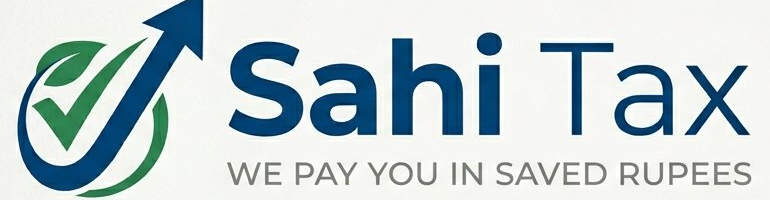 Sahi Tax
WE PAY YOU IN SAVED RUPEES